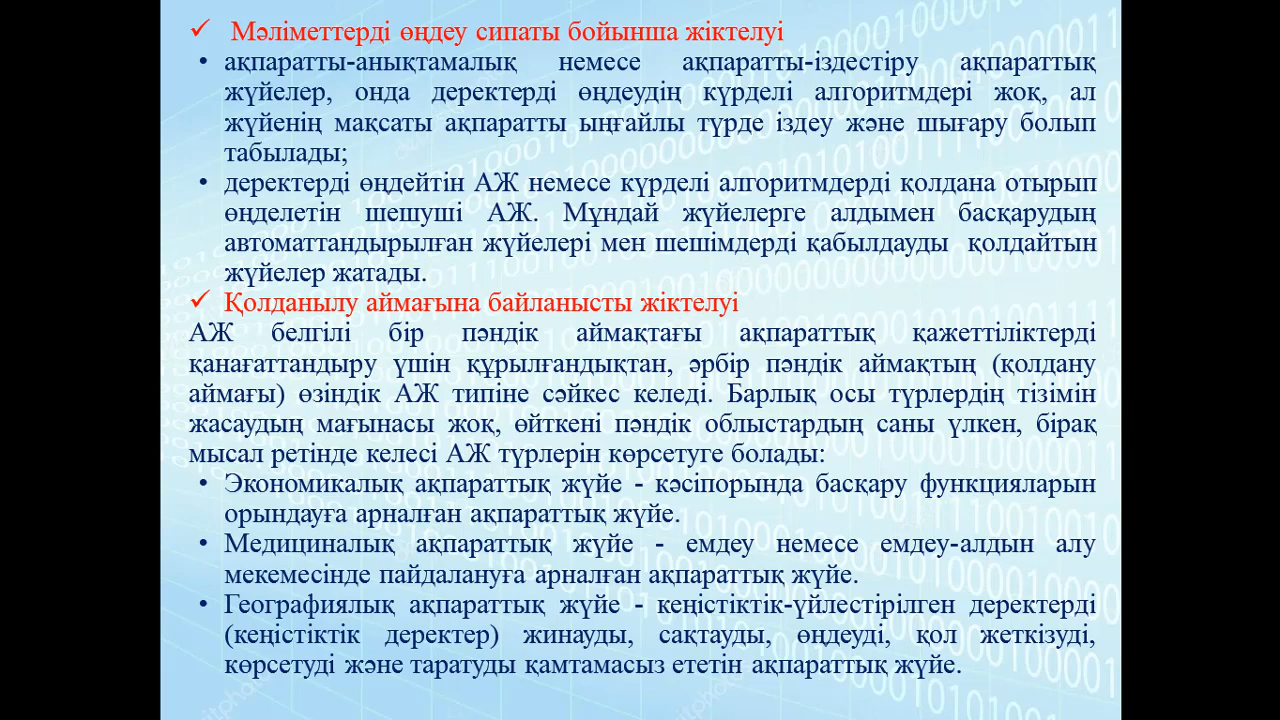 ✓ Мәліметтерді өңдеу сипаты бойынша жіктелуі
• ақпаратты-анықтамалық немесе ақпаратты-іздестіру ақпараттық
жүйелер, онда деректерді өңдеудің күрделі алгоритмдері жоқ, ал
жүйенің мақсаты ақпаратты ыңғайлы түрде іздеу және шығару болып
табылады;
• деректерді өңдейтін АЖ немесе күрделі алгоритмдерді қолдана отырып
өңделетін шешуші АЖ. Мұндай жүйелерге алдымен басқарудың
автоматтандырылған жүйелері мен шешімдерді қабылдауды қолдайтын
жүйелер жатады.
✓ Қолданылу аймағына байланысты жіктелуі
АЖ белгілі бір пәндік аймақтағы ақпараттық қажеттіліктерді
қанағаттандыру үшін құрылғандықтан, әрбір пәндік аймақтың (қолдану
аймағы) өзіндік АЖ типіне сәйкес келеді. Барлық осы түрлердің тізімін
жасаудың мағынасы жоқ, өйткені пәндік облыстардың саны үлкен, бірақ
мысал ретінде келесі АЖ түрлерін көрсетуге болады:
• Экономикалық ақпараттық жүйе - кәсіпорында басқару функцияларын
орындауға арналған ақпараттық жүйе.
• Медициналық ақпараттық жүйе - емдеу немесе емдеу-алдын алу
мекемесінде пайдалануға арналған ақпараттық жүйе.
• Географиялық ақпараттық жүйе - кеңістіктік-үйлестірілген деректерді
(кеңістіктік деректер) жинауды, сақтауды, өңдеуді, қол жеткізуді,
көрсетуді және таратуды қамтамасыз ететін ақпараттық жүйе.